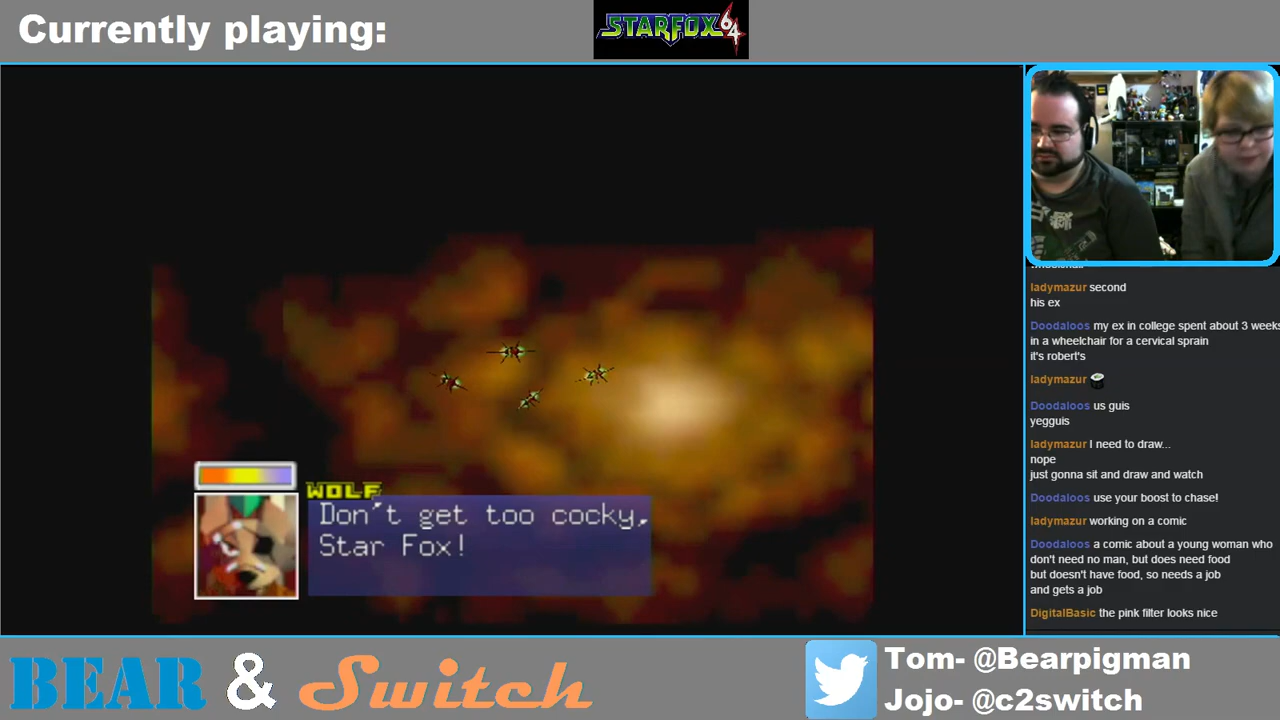 Currently playing:
STARFOX 64
WOLF
Don't get too cocky,
Star Fox!
ladymazur second
his ex
Doodaloos my ex in college spent about 3 weeks
in a wheelchair for a cervical sprain
it's robert's
ladymazur
Doodaloos us guis
yegguis
ladymazur I need to draw...
nope
just gonna sit and draw and watch
Doodaloos use your boost to chase!
ladymazur working on a comic
Doodaloos a comic about a young woman who
don't need no man, but does need food
but doesn't have food, so needs a job
and gets a job
DigitalBasic the pink filter looks nice
BEAR & Switch
Tom- @Bearpigman
Jojo- @c2switch